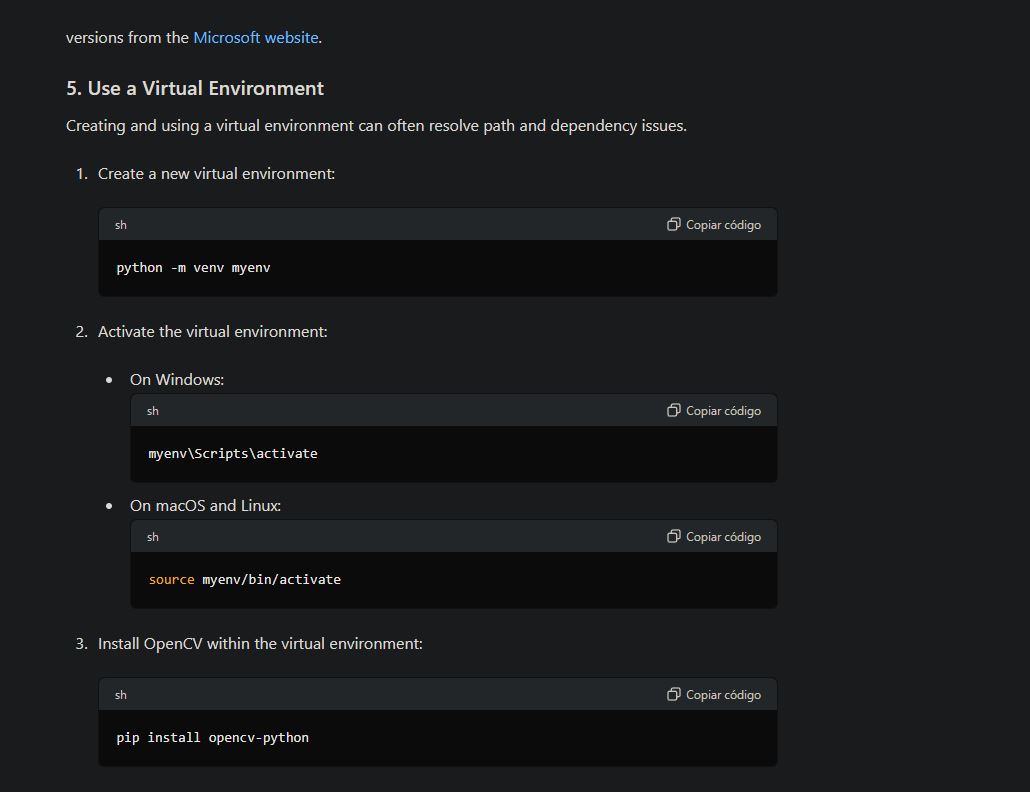 versions from the Microsoft website.
5. Use a Virtual Environment
Creating and using a virtual environment can often resolve path and dependency issues.
1. Create a new virtual environment:
sh Copiar código
python -m venv myenv
2. Activate the virtual environment:
• On Windows:
sh Copiar código
myenv\Scripts\activate
• On macOS and Linux:
sh Copiar código
source myenv/bin/activate
3. Install OpenCV within the virtual environment:
sh Copiar código
pip install opencv-python